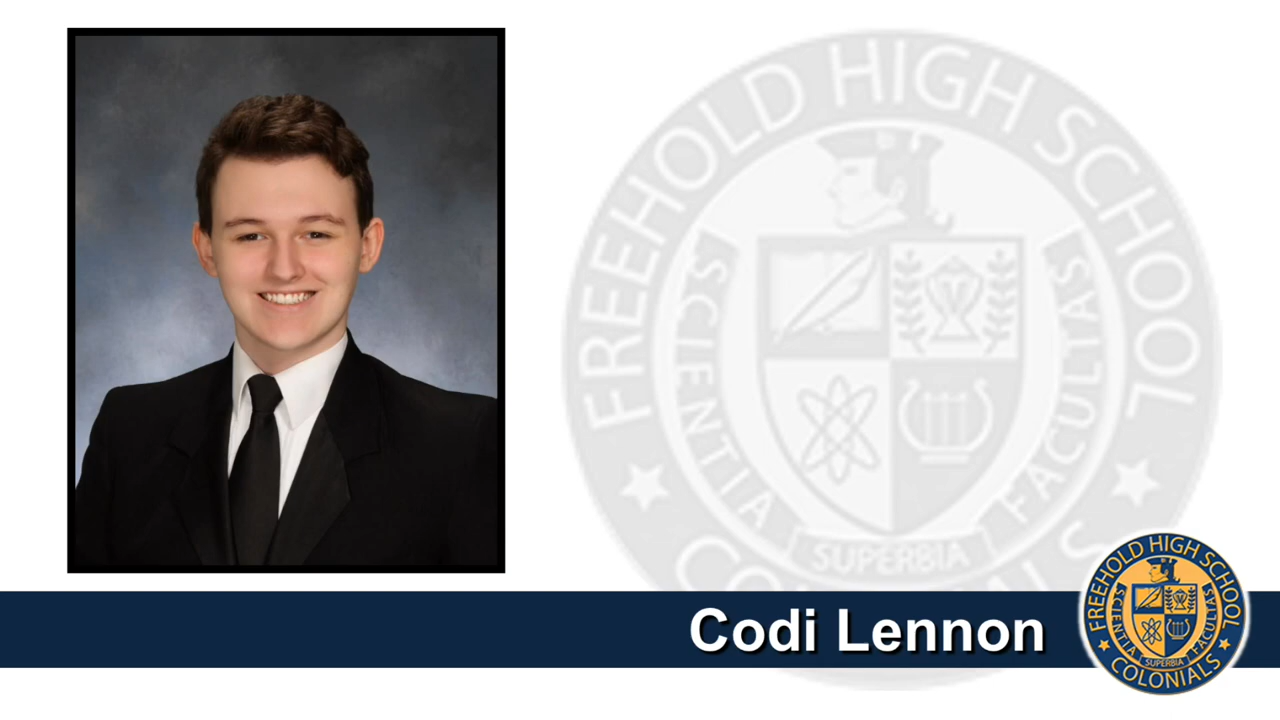 FREEHOLD HIGH SCHOOL
SCIENTIA
FACULTAS
SUPERBIA
COLONIALS
Codi Lennon
FREEHOLD HIGH SCHOOL
SCIENTIA
FACULTAS
SUPERBIA
COLONIALS